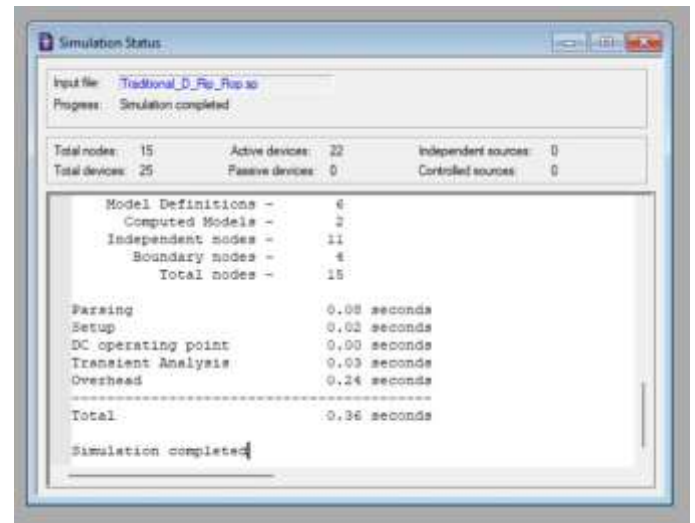 Simulation Status
Input file: Traditional_D_Flip_Flop.sp
Progress: Simulation completed
Total nodes: 15 Active devices: 22 Independent sources: 0
Total devices: 25 Passive devices: 0 Controlled sources: 0
Model Definitions - 6
Computed Models - 2
Independent nodes - 11
Boundary nodes - 4
Total nodes - 15
Parsing 0.08 seconds
Setup 0.02 seconds
DC operating point 0.00 seconds
Transient Analysis 0.03 seconds
Overhead 0.24 seconds
-----------------------------------------
Total 0.36 seconds
Simulation completed